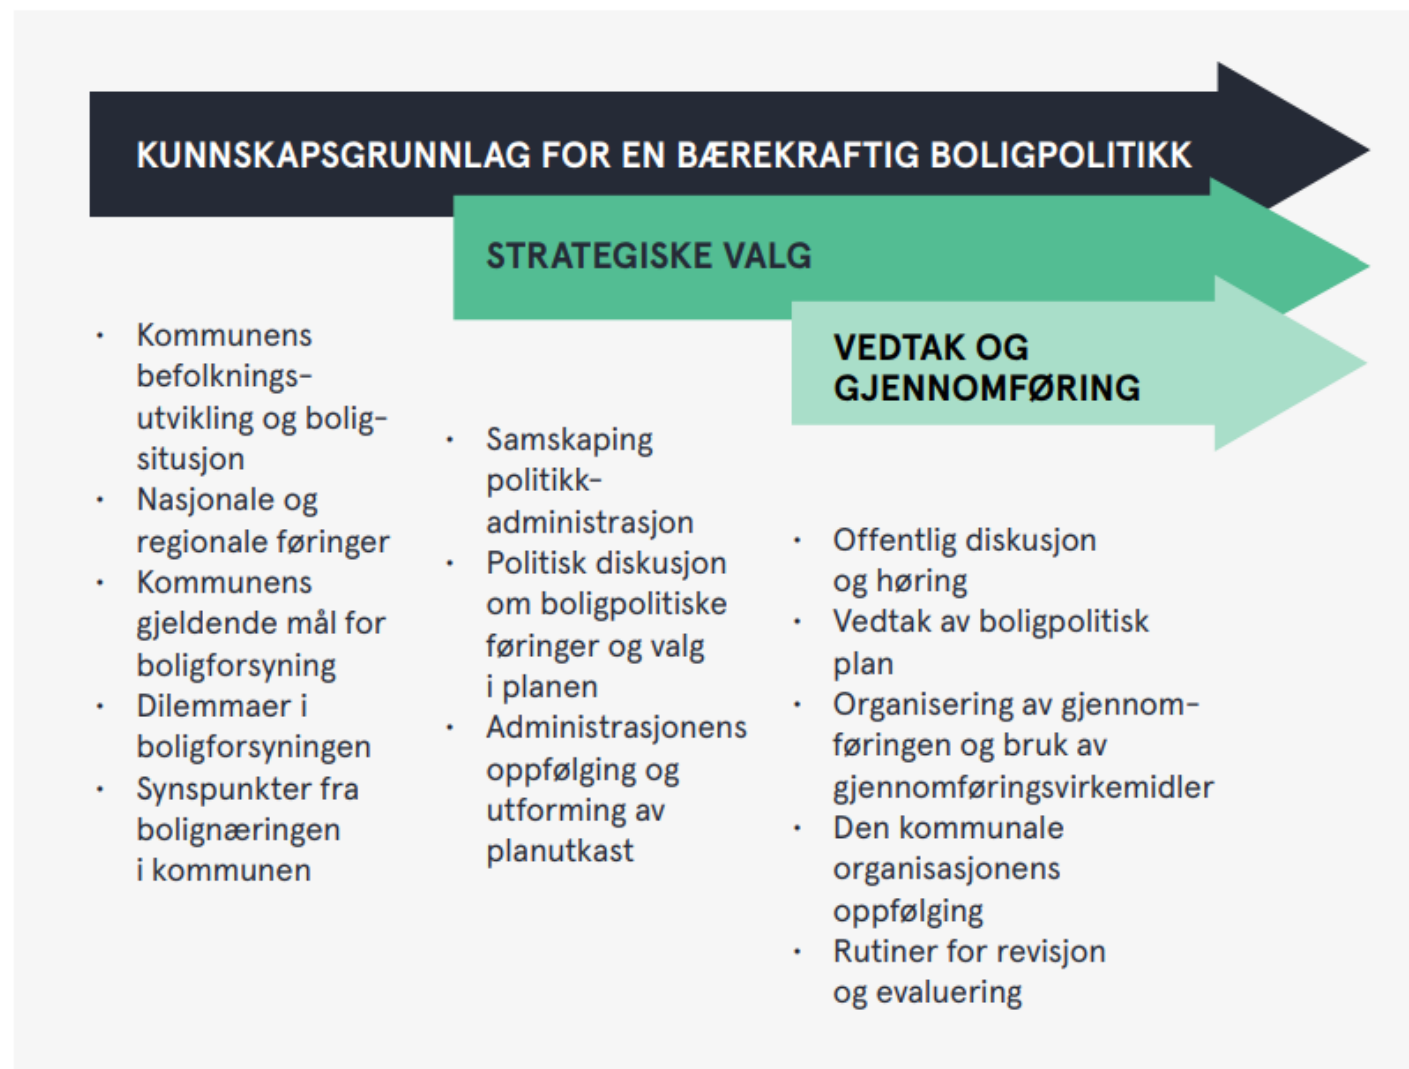 KUNNSKAPSGRUNNLAG FOR EN BÆREKRAFTIG BOLIGPOLITIKK
STRATEGISKE VALG
VEDTAK OG
GJENNOMFØRING
· Kommunens
befolknings-
utvikling og bolig-
situsjon
· Nasjonale og
regionale føringer
· Kommunens
gjeldende mål for
boligforsyning
· Dilemmaer i
boligforsyningen
· Synspunkter fra
bolignæringen
i kommunen
· Samskaping
politikk-
administrasjon
· Politisk diskusjon
om boligpolitiske
føringer og valg
i planen
· Administrasjonens
oppfølging og
utforming av
planutkast
· Offentlig diskusjon
og høring
· Vedtak av boligpolitisk
plan
· Organisering av gjennom-
føringen og bruk av
gjennomføringsvirkemidler
· Den kommunale
organisasjonens
oppfølging
· Rutiner for revisjon
og evaluering